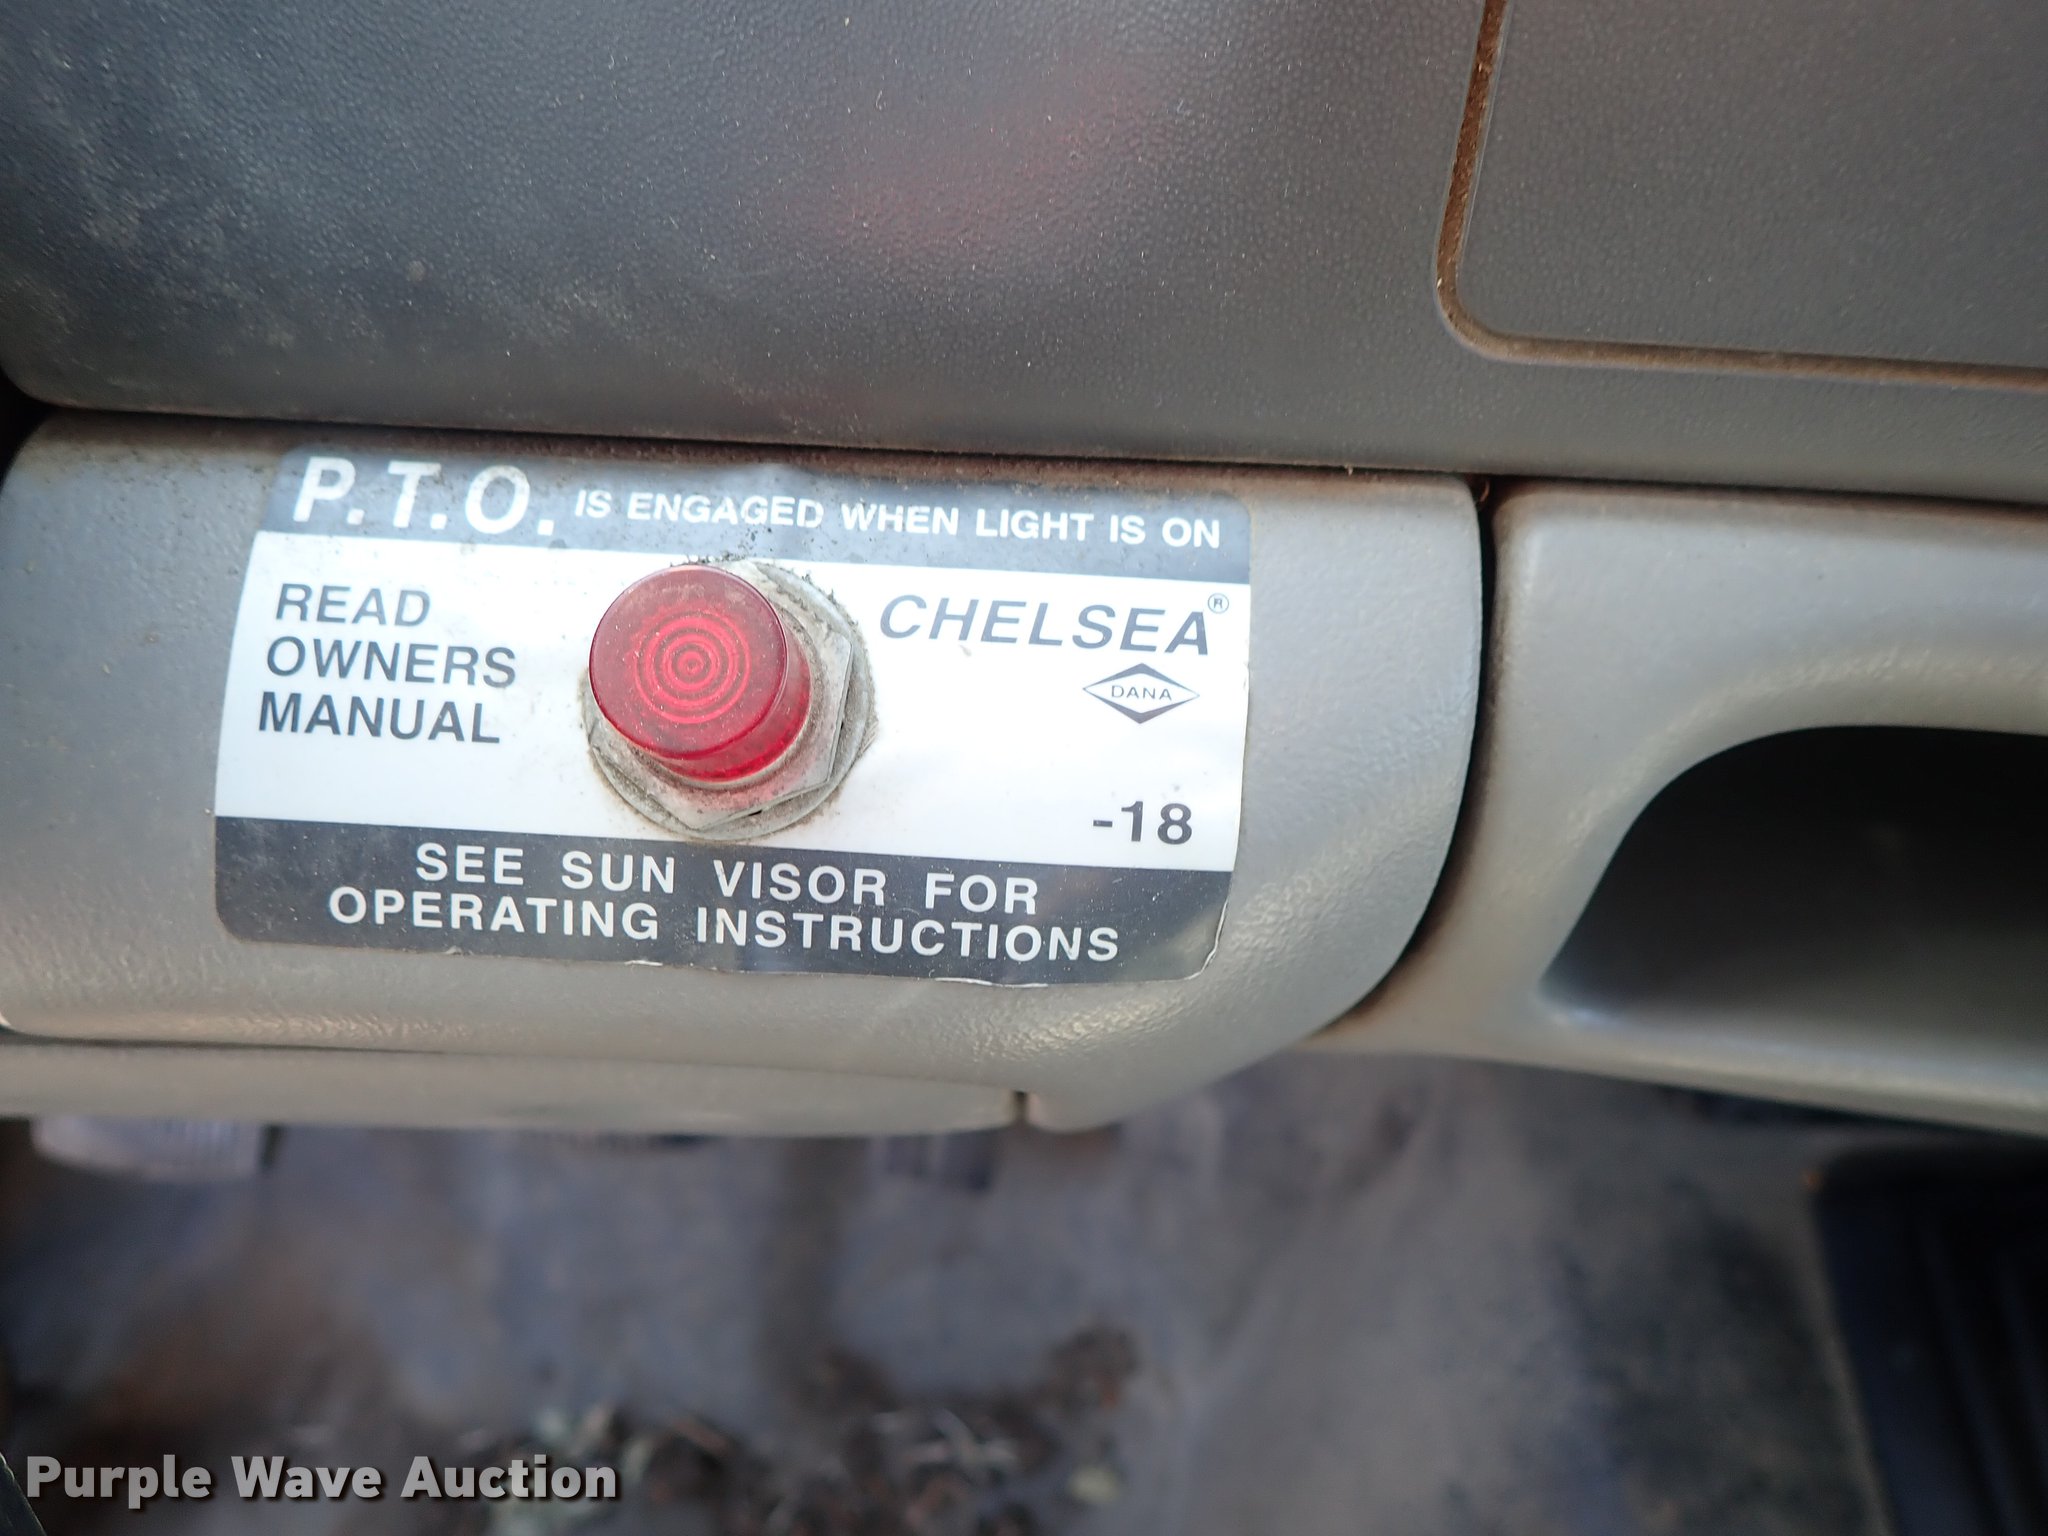 P.T.O. IS ENGAGED WHEN LIGHT IS ON
READ
OWNERS
MANUAL
CHELSEA®
DANA
-18
SEE SUN VISOR FOR
OPERATING INSTRUCTIONS
Purple Wave Auction